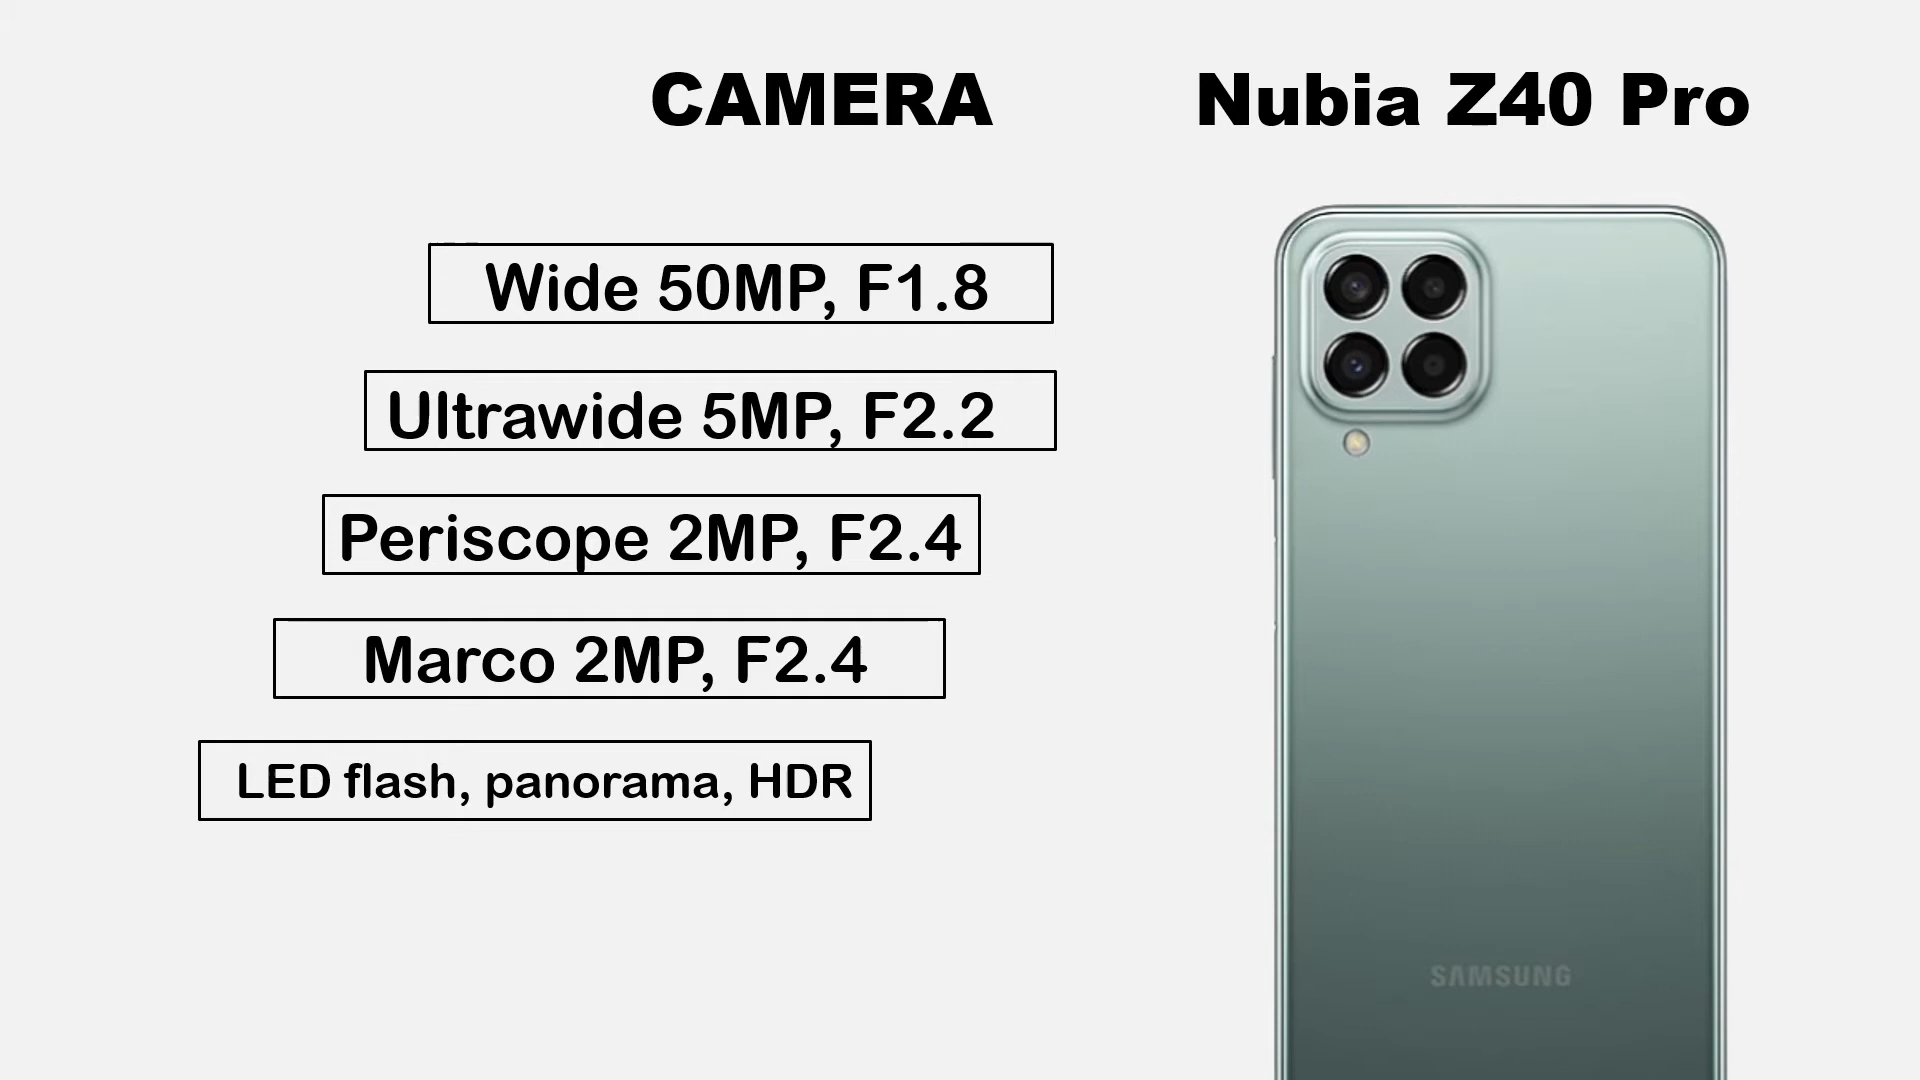 CAMERA
Nubia Z40 Pro
Wide 50MP, F1.8
Ultrawide 5MP, F2.2
Periscope 2MP, F2.4
Marco 2MP, F2.4
LED flash, panorama, HDR
SAMSUNG